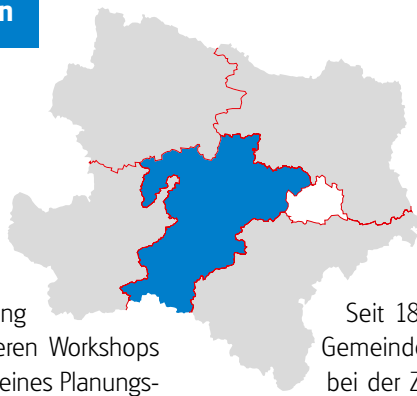 n
ng
eren Workshops
eines Planungs-
Seit 18
Gemeinde
bei der Z